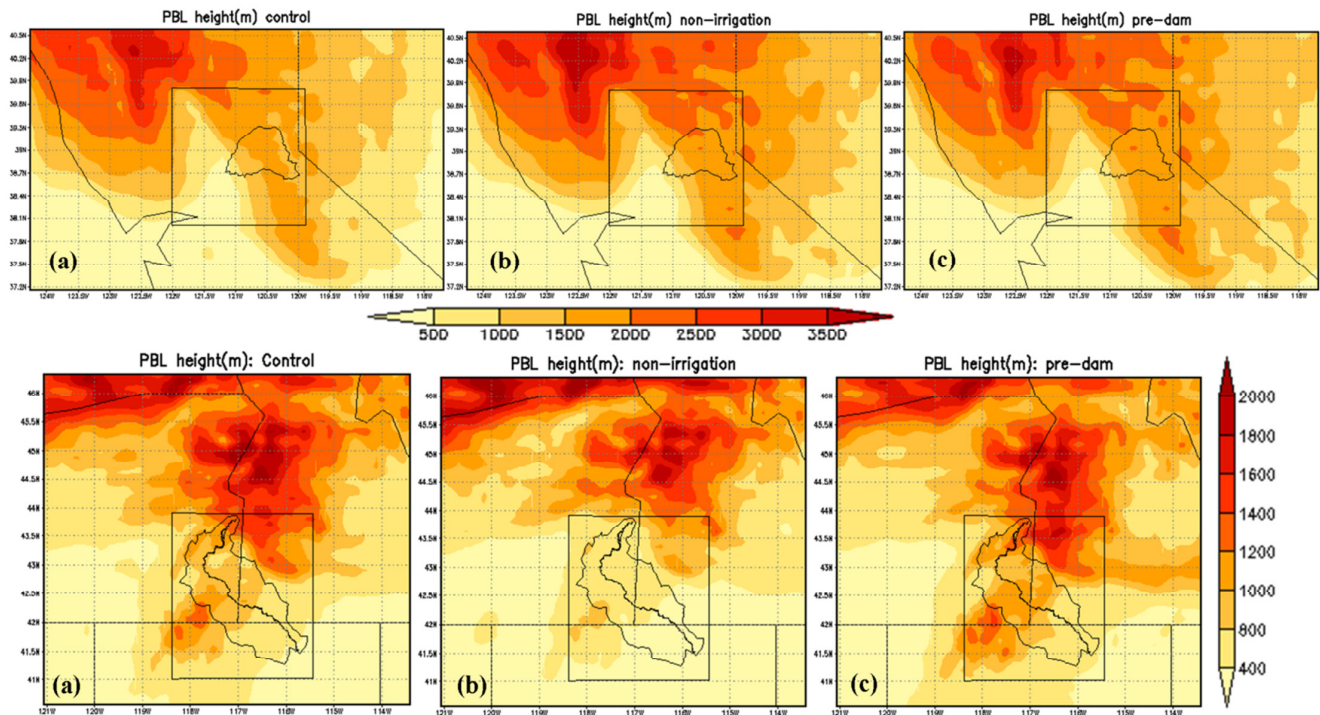 PBL height(m) control
PBL height(m) non-irrigation
PBL height(m) pre-dam
40.5N
40.2N
39.8N
39.5N
39N
38.7N
38.4N
38.1N
37.8N
37.5N
37.2N
(a)
(b)
(c)
124W 123.5W 123W 122.5W 122W 121.5W 121W 120.5W 120W 119.5W 119W 118.5W 118W
500 1000 1500 2000 2500 3000 3500
PBL height(m): Control
PBL height(m): non-irrigation
PBL height(m): pre-dam
46N
45.5N
45N
44.5N
44N
43.5N
43N
42.5N
42N
41.5N
41N
(a)
(b)
(c)
121W 120W 119W 118W 117W 116W 115W 114W
2000
1800
1600
1400
1200
1000
800
400